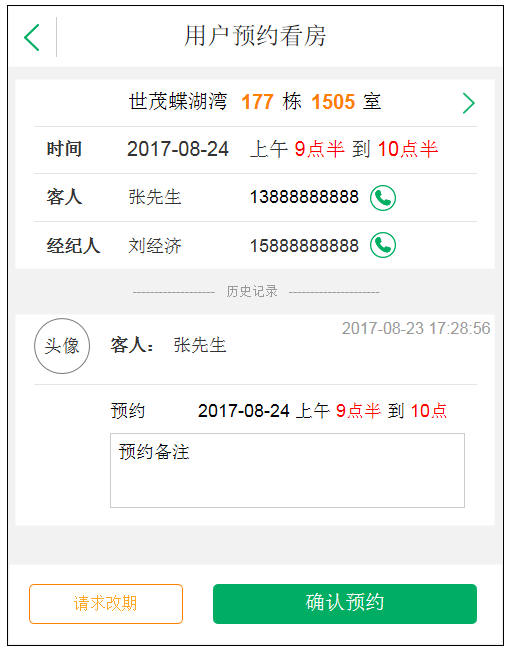 用户预约看房
世茂蝶湖湾 177 栋 1505 室
时间 2017-08-24 上午 9点半 到 10点半
客人 张先生 13888888888
经纪人 刘经济 15888888888
------------------- 历史记录 ---------------------
2017-08-23 17:28:56
头像 客人： 张先生
预约 2017-08-24 上午 9点半 到 10点
预约备注
请求改期 确认预约